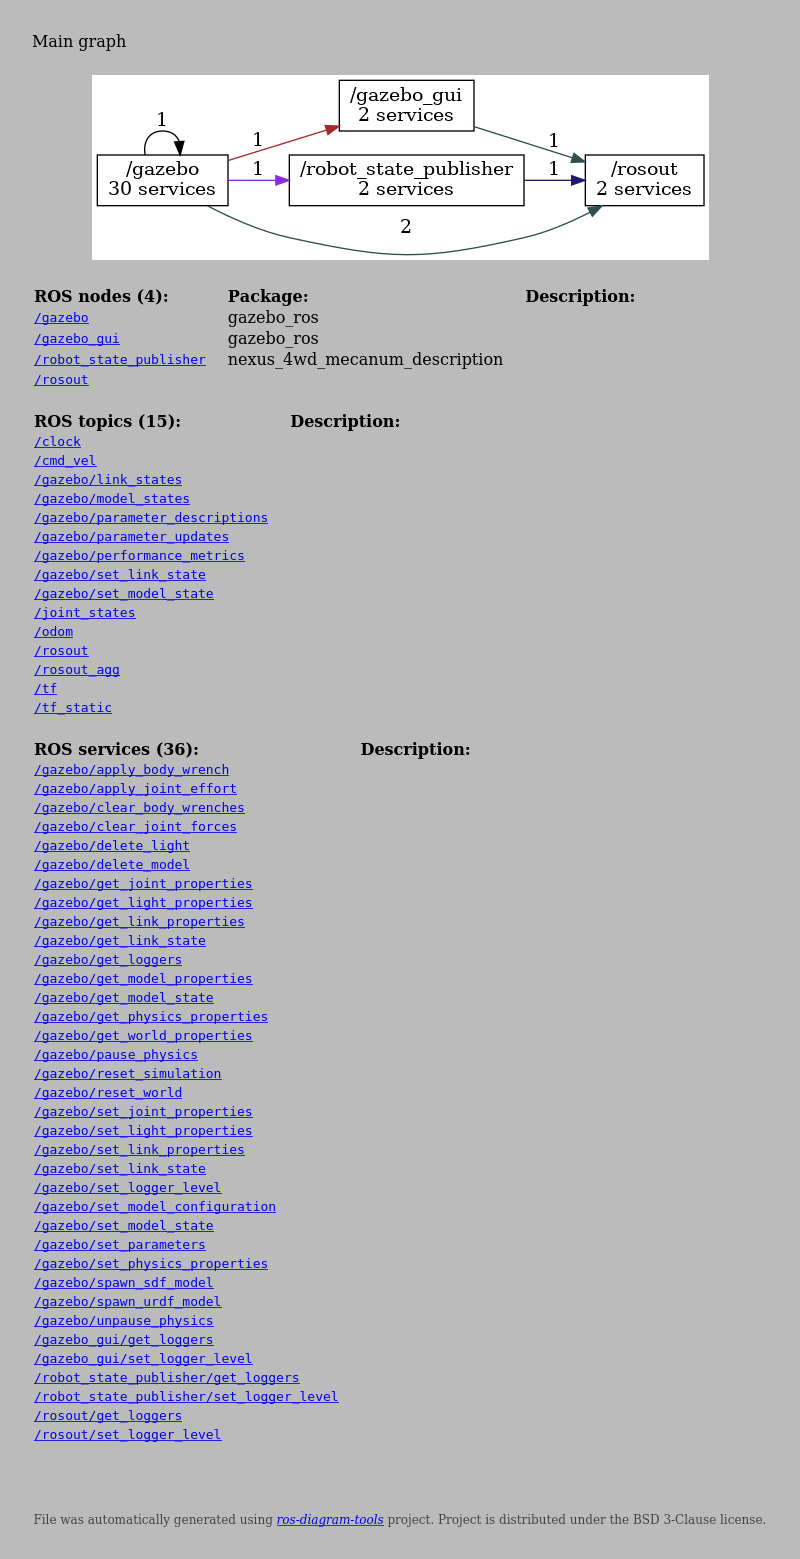 Main graph
/gazebo_gui
2 services
1
1
1
/gazebo
30 services
1
/robot_state_publisher
2 services
1
/rosout
2 services
2
ROS nodes (4): Package: Description:
/gazebo gazebo_ros
/gazebo_gui gazebo_ros
/robot_state_publisher nexus_4wd_mecanum_description
/rosout
ROS topics (15): Description:
/clock
/cmd_vel
/gazebo/link_states
/gazebo/model_states
/gazebo/parameter_descriptions
/gazebo/parameter_updates
/gazebo/performance_metrics
/gazebo/set_link_state
/gazebo/set_model_state
/joint_states
/odom
/rosout
/rosout_agg
/tf
/tf_static
ROS services (36): Description:
/gazebo/apply_body_wrench
/gazebo/apply_joint_effort
/gazebo/clear_body_wrenches
/gazebo/clear_joint_forces
/gazebo/delete_light
/gazebo/delete_model
/gazebo/get_joint_properties
/gazebo/get_light_properties
/gazebo/get_link_properties
/gazebo/get_link_state
/gazebo/get_loggers
/gazebo/get_model_properties
/gazebo/get_model_state
/gazebo/get_physics_properties
/gazebo/get_world_properties
/gazebo/pause_physics
/gazebo/reset_simulation
/gazebo/reset_world
/gazebo/set_joint_properties
/gazebo/set_light_properties
/gazebo/set_link_properties
/gazebo/set_link_state
/gazebo/set_logger_level
/gazebo/set_model_configuration
/gazebo/set_model_state
/gazebo/set_parameters
/gazebo/set_physics_properties
/gazebo/spawn_sdf_model
/gazebo/spawn_urdf_model
/gazebo/unpause_physics
/gazebo_gui/get_loggers
/gazebo_gui/set_logger_level
/robot_state_publisher/get_loggers
/robot_state_publisher/set_logger_level
/rosout/get_loggers
/rosout/set_logger_level
File was automatically generated using ros-diagram-tools project. Project is distributed under the BSD 3-Clause license.